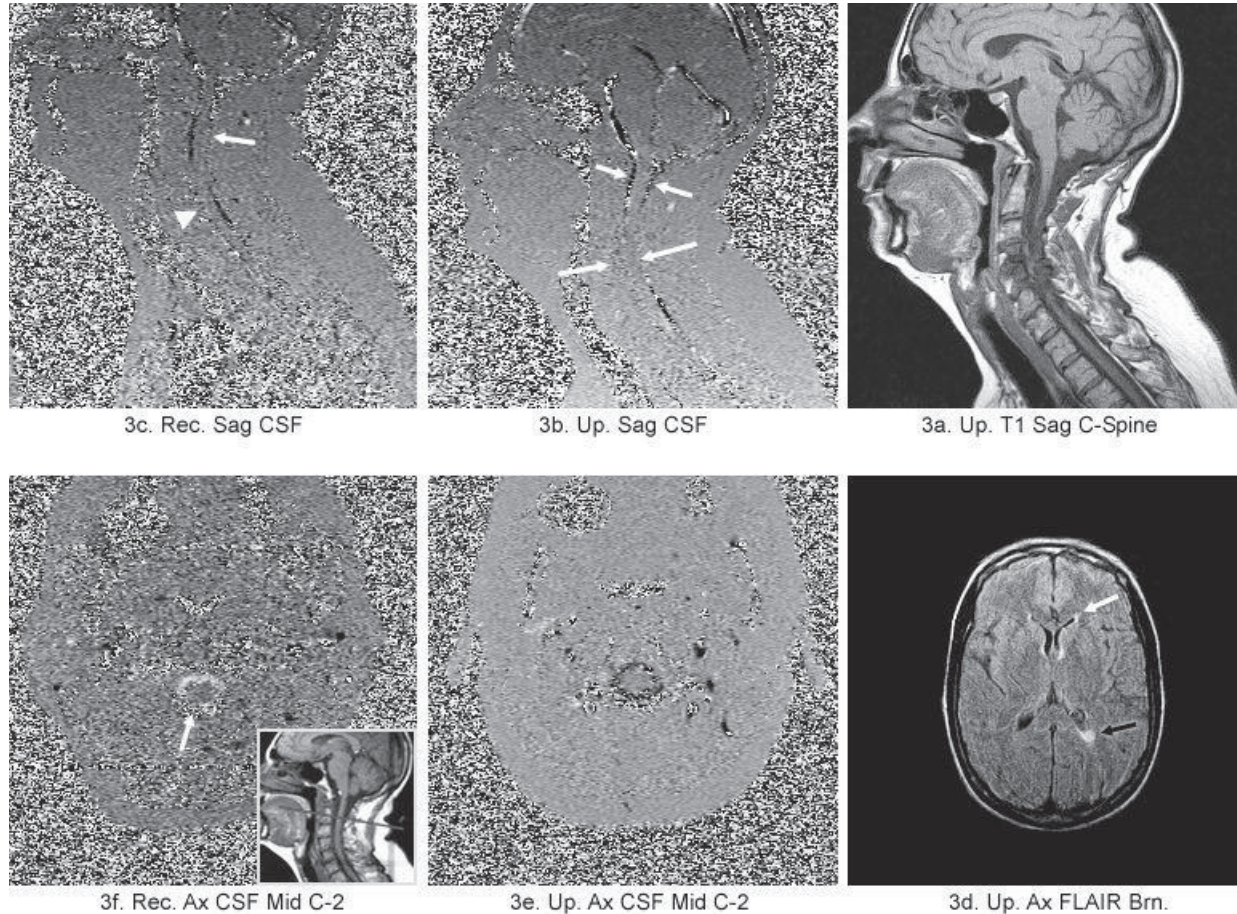 3c. Rec. Sag CSF
3b. Up. Sag CSF
3a. Up. T1 Sag C-Spine
3f. Rec. Ax CSF Mid C-2
3e. Up. Ax CSF Mid C-2
3d. Up. Ax FLAIR Brn.